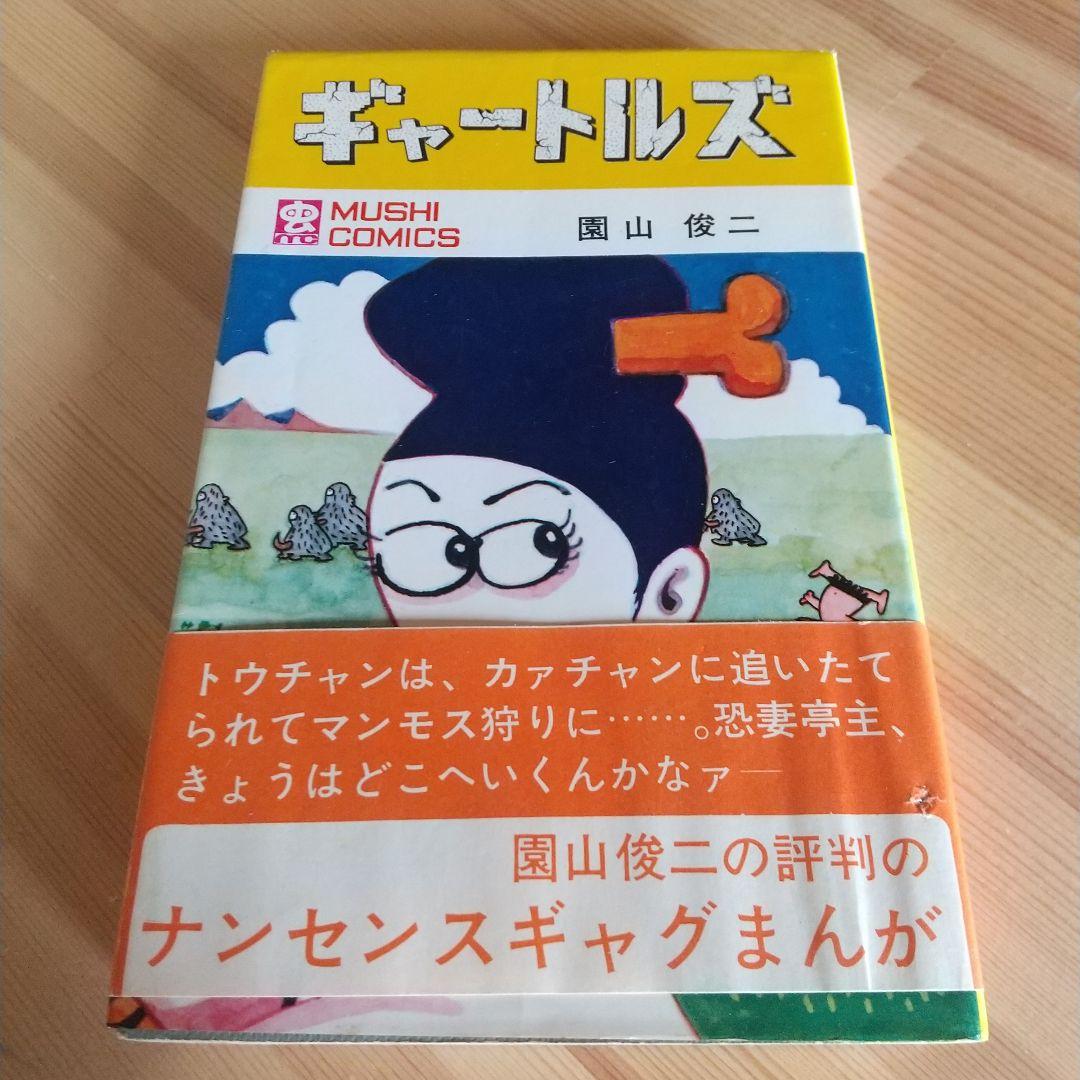 ギャートルズ
虫
mc
MUSHI
COMICS
園山 俊二
トウチャンは、カァチャンに追いたて
られてマンモス狩りに……。恐妻亭主、
きょうはどこへいくんかなァ―
園山俊二の評判の
ナンセンスギャグまんが